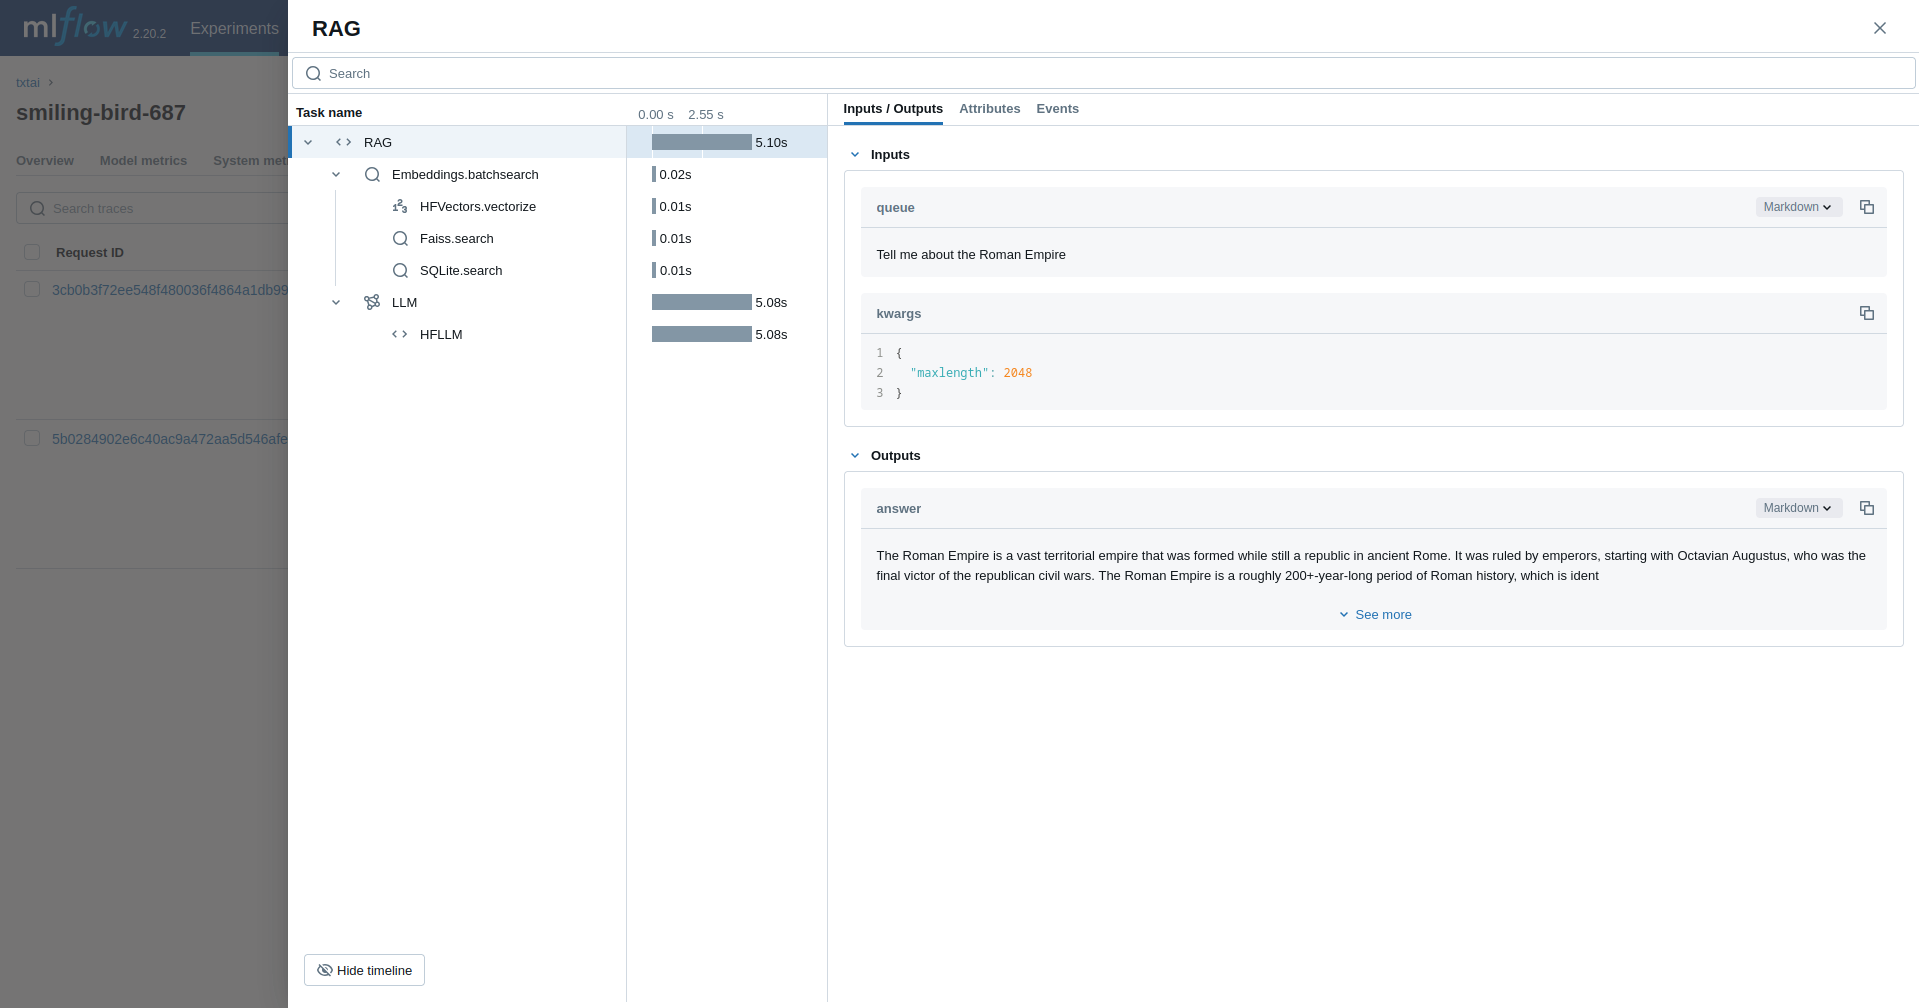 mlflow 2.20.2 Experiments
txtai
smiling-bird-687
Overview Model metrics System met
Search traces
Request ID
3cb0b3f72ee548f480036f4864a1db99
5b0284902e6c40ac9a472aa5d546afe
RAG
Search
Task name 0.00 s 2.55 s
RAG 5.10s
Embeddings.batchsearch 0.02s
HFVectors.vectorize 0.01s
Faiss.search 0.01s
SQLite.search 0.01s
LLM 5.08s
HFLLM 5.08s
Hide timeline
Inputs / Outputs Attributes Events
Inputs
queue Markdown
Tell me about the Roman Empire
kwargs
1 {
2 "maxlength": 2048
3 }
Outputs
answer Markdown
The Roman Empire is a vast territorial empire that was formed while still a republic in ancient Rome. It was ruled by emperors, starting with Octavian Augustus, who was the
final victor of the republican civil wars. The Roman Empire is a roughly 200+-year-long period of Roman history, which is ident
See more